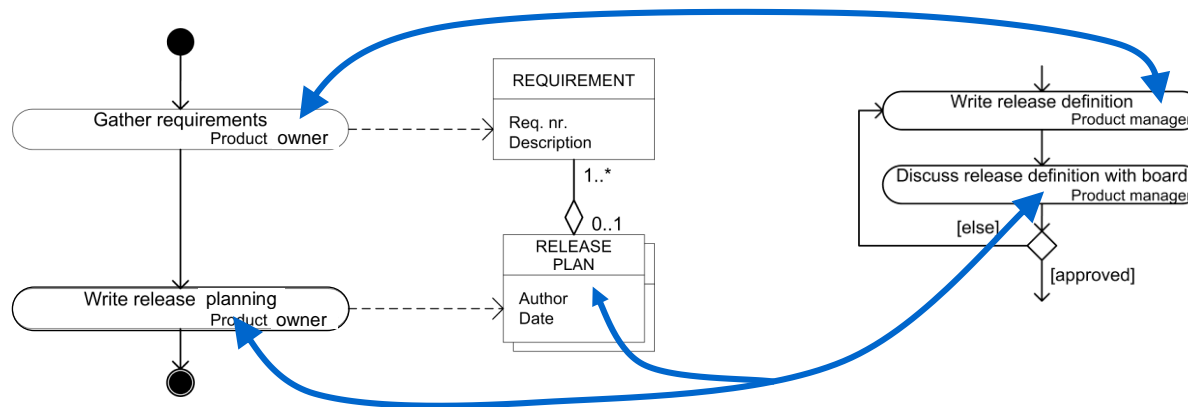 Gather requirements
Product owner
REQUIREMENT
Req. nr.
Description
1..*
0..1
RELEASE
PLAN
Author
Date
Write release planning
Product owner
Write release definition
Product manager
Discuss release definition with board
Product manager
[else]
[approved]